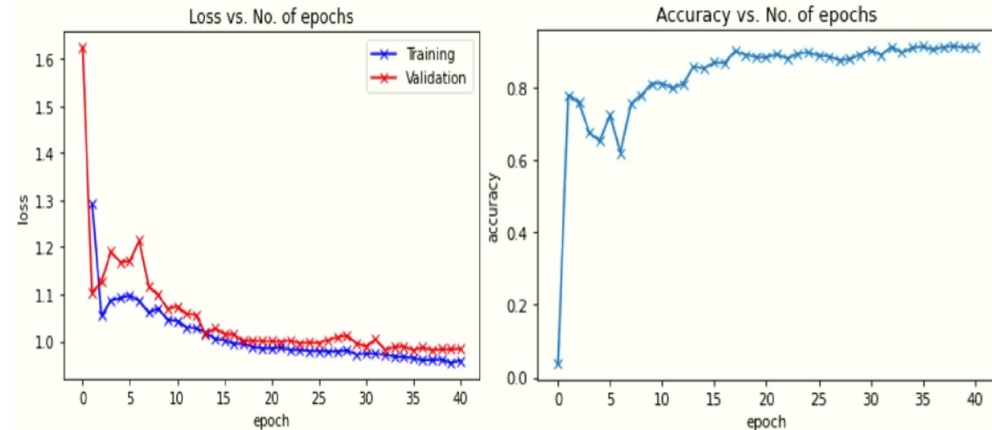 Loss vs. No. of epochs
1.6
1.5
1.4
1.3
1.2
1.1
1.0
loss
Training
Validation
0 5 10 15 20 25 30 35 40
epoch
Accuracy vs. No. of epochs
0.8
0.6
0.4
0.2
0.0
accuracy
0 5 10 15 20 25 30 35 40
epoch